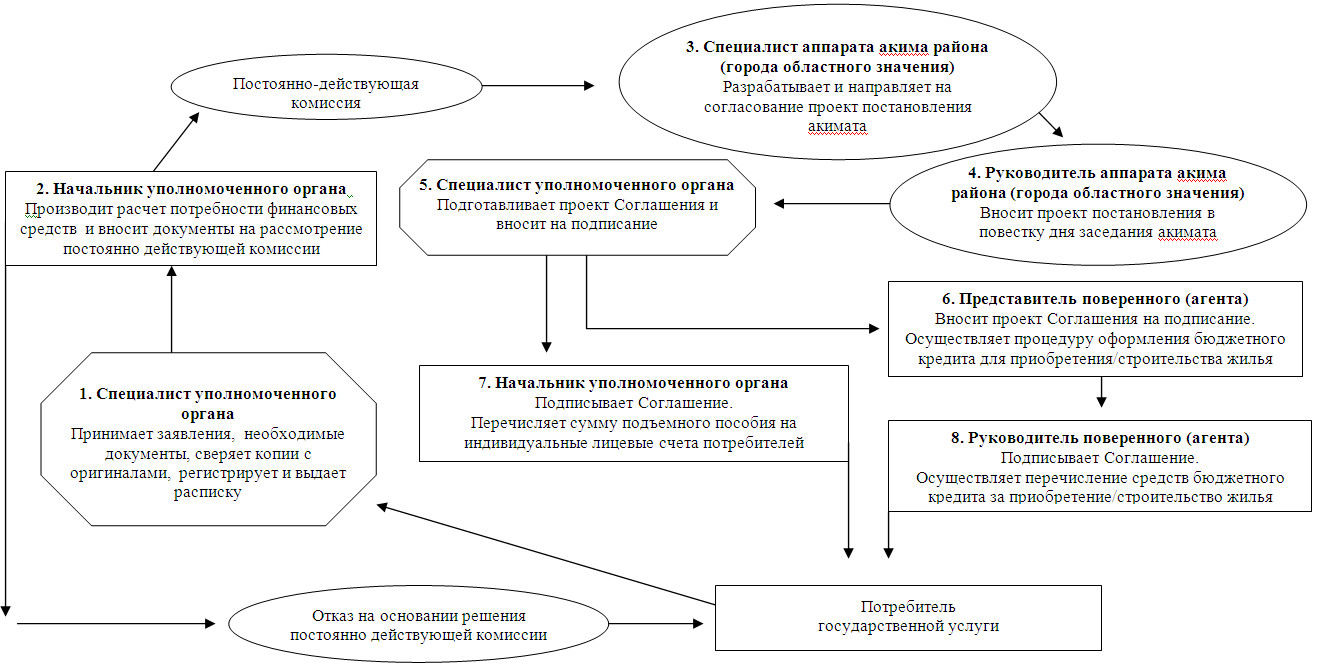 Постоянно-действующая
комиссия
3. Специалист аппарата акима района
(города областного значения)
Разрабатывает и направляет на
согласование проект постановления
акимата
2. Начальник уполномоченного органа
Производит расчет потребности финансовых
средств и вносит документы на рассмотрение
постоянно действующей комиссии
5. Специалист уполномоченного органа
Подготавливает проект Соглашения и
вносит на подписание
4. Руководитель аппарата акима
района (города областного значения)
Вносит проект постановления в
повестку дня заседания акимата
6. Представитель поверенного (агента)
Вносит проект Соглашения на подписание.
Осуществляет процедуру оформления бюджетного
кредита для приобретения/строительства жилья
1. Специалист уполномоченного
органа
Принимает заявления, необходимые
документы, сверяет копии с
оригиналами, регистрирует и выдает
расписку
7. Начальник уполномоченного органа
Подписывает Соглашение.
Перечисляет сумму подъемного пособия на
индивидуальные лицевые счета потребителей
8. Руководитель поверенного (агента)
Подписывает Соглашение.
Осуществляет перечисление средств бюджетного
кредита за приобретение/строительство жилья
Отказ на основании решения
постоянно действующей комиссии
Потребитель
государственной услуги